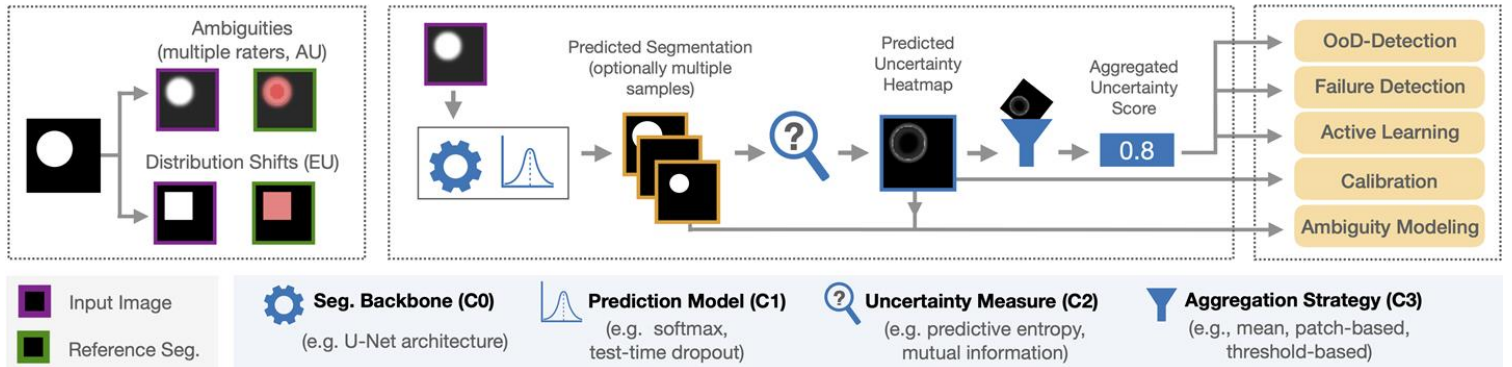 Ambiguities
(multiple raters, AU)
Distribution Shifts (EU)
Predicted Segmentation
(optionally multiple
samples)
?
Predicted
Uncertainty
Heatmap
Aggregated
Uncertainty
Score
0.8
OoD-Detection
Failure Detection
Active Learning
Calibration
Ambiguity Modeling
Input Image
Reference Seg.
Seg. Backbone (C0)
(e.g. U-Net architecture)
Prediction Model (C1)
(e.g. softmax,
test-time dropout)
?
Uncertainty Measure (C2)
(e.g. predictive entropy,
mutual information)
Aggregation Strategy (C3)
(e.g., mean, patch-based,
threshold-based)